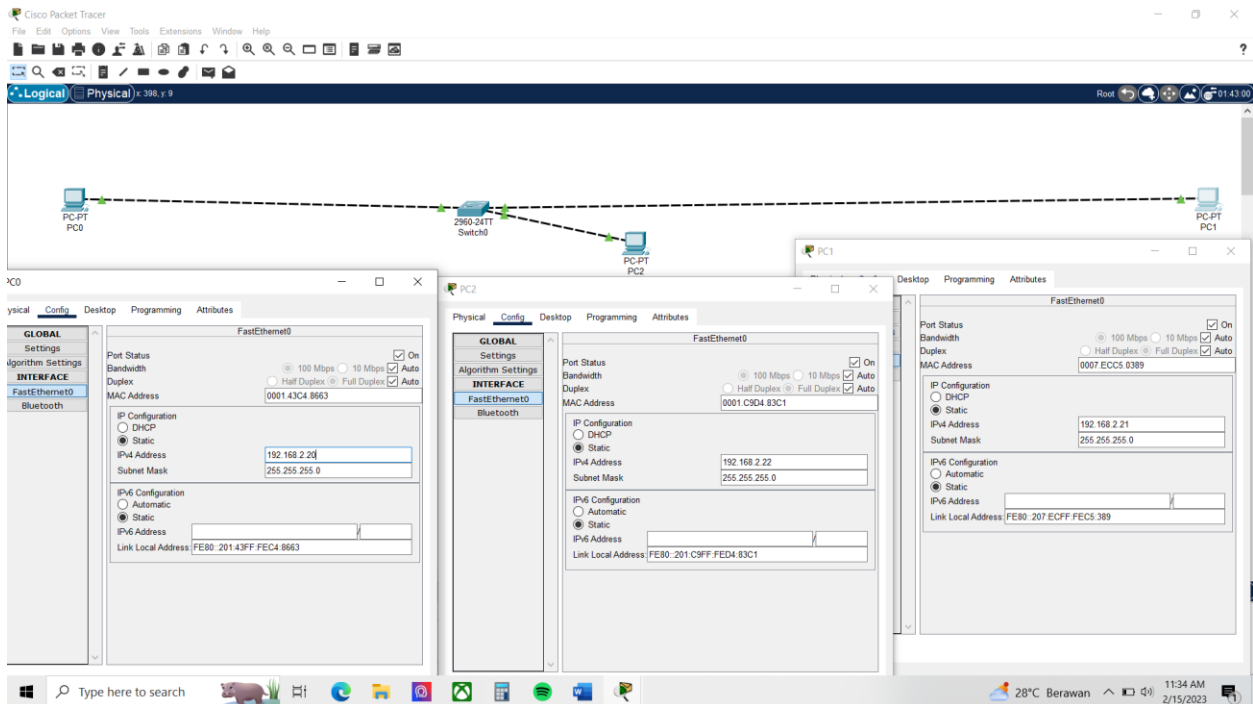 Cisco Packet Tracer
File Edit Options View Tools Extensions Window Help
?
Logical Physical x: 398, y: 9
Root 01:43:00
PC-PT
PC0
2960-24TT
Switch0
PC-PT
PC2
PC-PT
PC1
PC0
ysical Config Desktop Programming Attributes
GLOBAL
Settings
Algorithm Settings
INTERFACE
FastEthernet0
Bluetooth
FastEthernet0
Port Status On
Bandwidth 100 Mbps 10 Mbps Auto
Duplex Half Duplex Full Duplex Auto
MAC Address 0001.43C4.8663
IP Configuration
DHCP
Static
IPv4 Address 192.168.2.20
Subnet Mask 255.255.255.0
IPv6 Configuration
Automatic
Static
IPv6 Address /
Link Local Address: FE80::201:43FF:FEC4:8663
PC2
Physical Config Desktop Programming Attributes
GLOBAL
Settings
Algorithm Settings
INTERFACE
FastEthernet0
Bluetooth
FastEthernet0
Port Status On
Bandwidth 100 Mbps 10 Mbps Auto
Duplex Half Duplex Full Duplex Auto
MAC Address 0001.C9D4.83C1
IP Configuration
DHCP
Static
IPv4 Address 192.168.2.22
Subnet Mask 255.255.255.0
IPv6 Configuration
Automatic
Static
IPv6 Address /
Link Local Address: FE80::201:C9FF:FED4:83C1
PC1
Desktop Programming Attributes
FastEthernet0
Port Status On
Bandwidth 100 Mbps 10 Mbps Auto
Duplex Half Duplex Full Duplex Auto
MAC Address 0007.ECC5.0389
IP Configuration
DHCP
Static
IPv4 Address 192.168.2.21
Subnet Mask 255.255.255.0
IPv6 Configuration
Automatic
Static
IPv6 Address /
Link Local Address: FE80::207:ECFF:FEC5:389
Type here to search
28°C Berawan
11:34 AM
2/15/2023